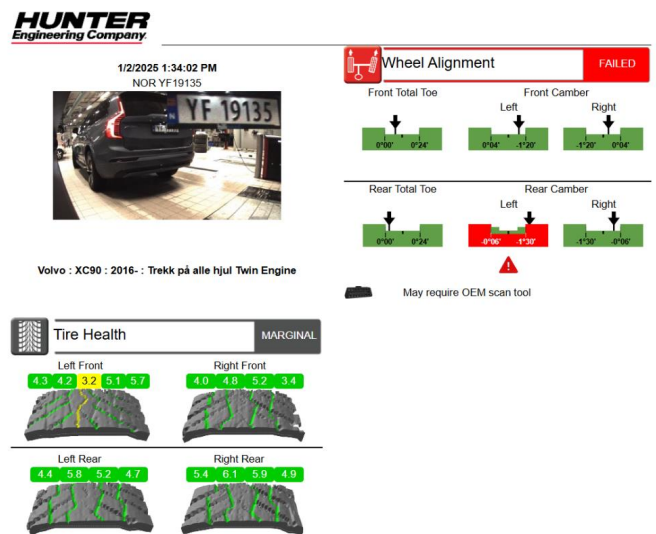 HUNTER
Engineering Company
1/2/2025 1:34:02 PM
NOR YF19135
YF 19135
N
YF 19135
Volvo : XC90 : 2016- : Trekk på alle hjul Twin Engine
Tire Health
MARGINAL
Left Front
4.3 4.2 3.2 5.1 5.7
Right Front
4.0 4.8 5.2 3.4
Left Rear
4.4 5.8 5.2 4.7
Right Rear
5.4 6.1 5.9 4.9
Wheel Alignment
FAILED
Front Total Toe
0°00' 0°24'
Front Camber
Left
0°04' -1°20'
Right
-1°20' 0°04'
Rear Total Toe
0°00' 0°24'
Rear Camber
Left
-0°06' -1°30'
Right
-1°30' -0°06'
May require OEM scan tool